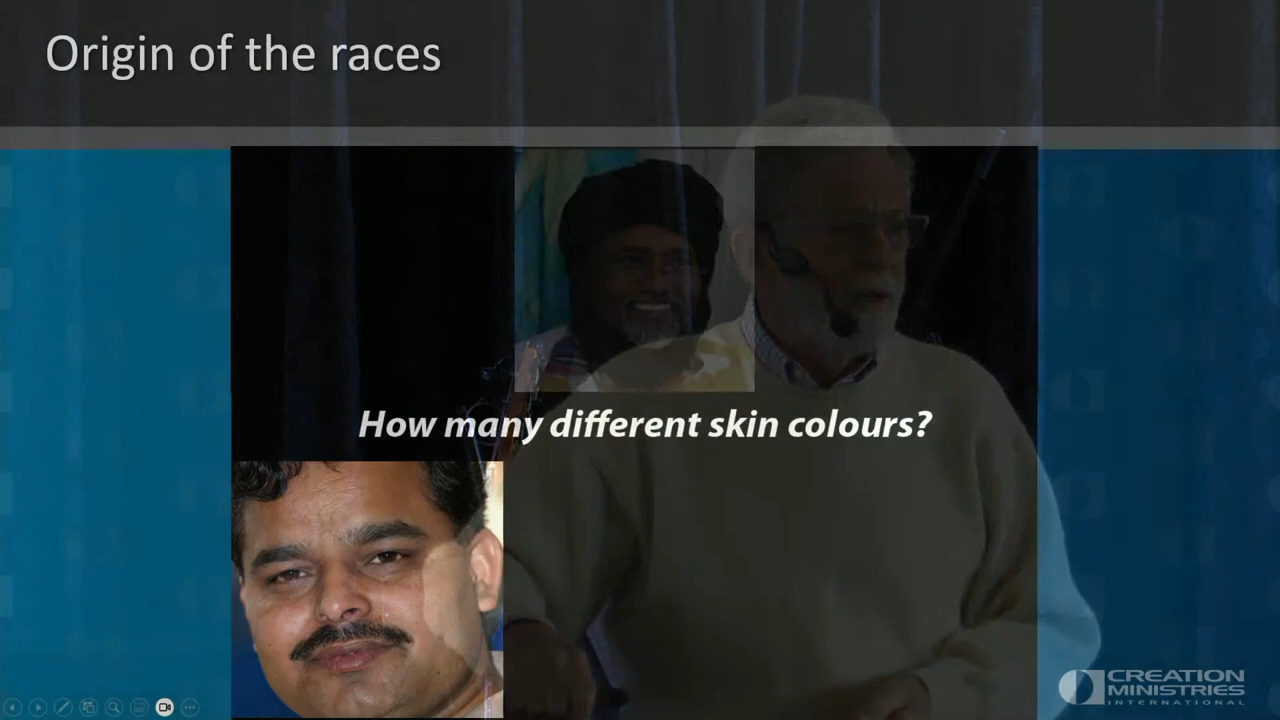 Origin of the races
How many different skin colours?
CREATION
MINISTRIES
INTERNATIONAL